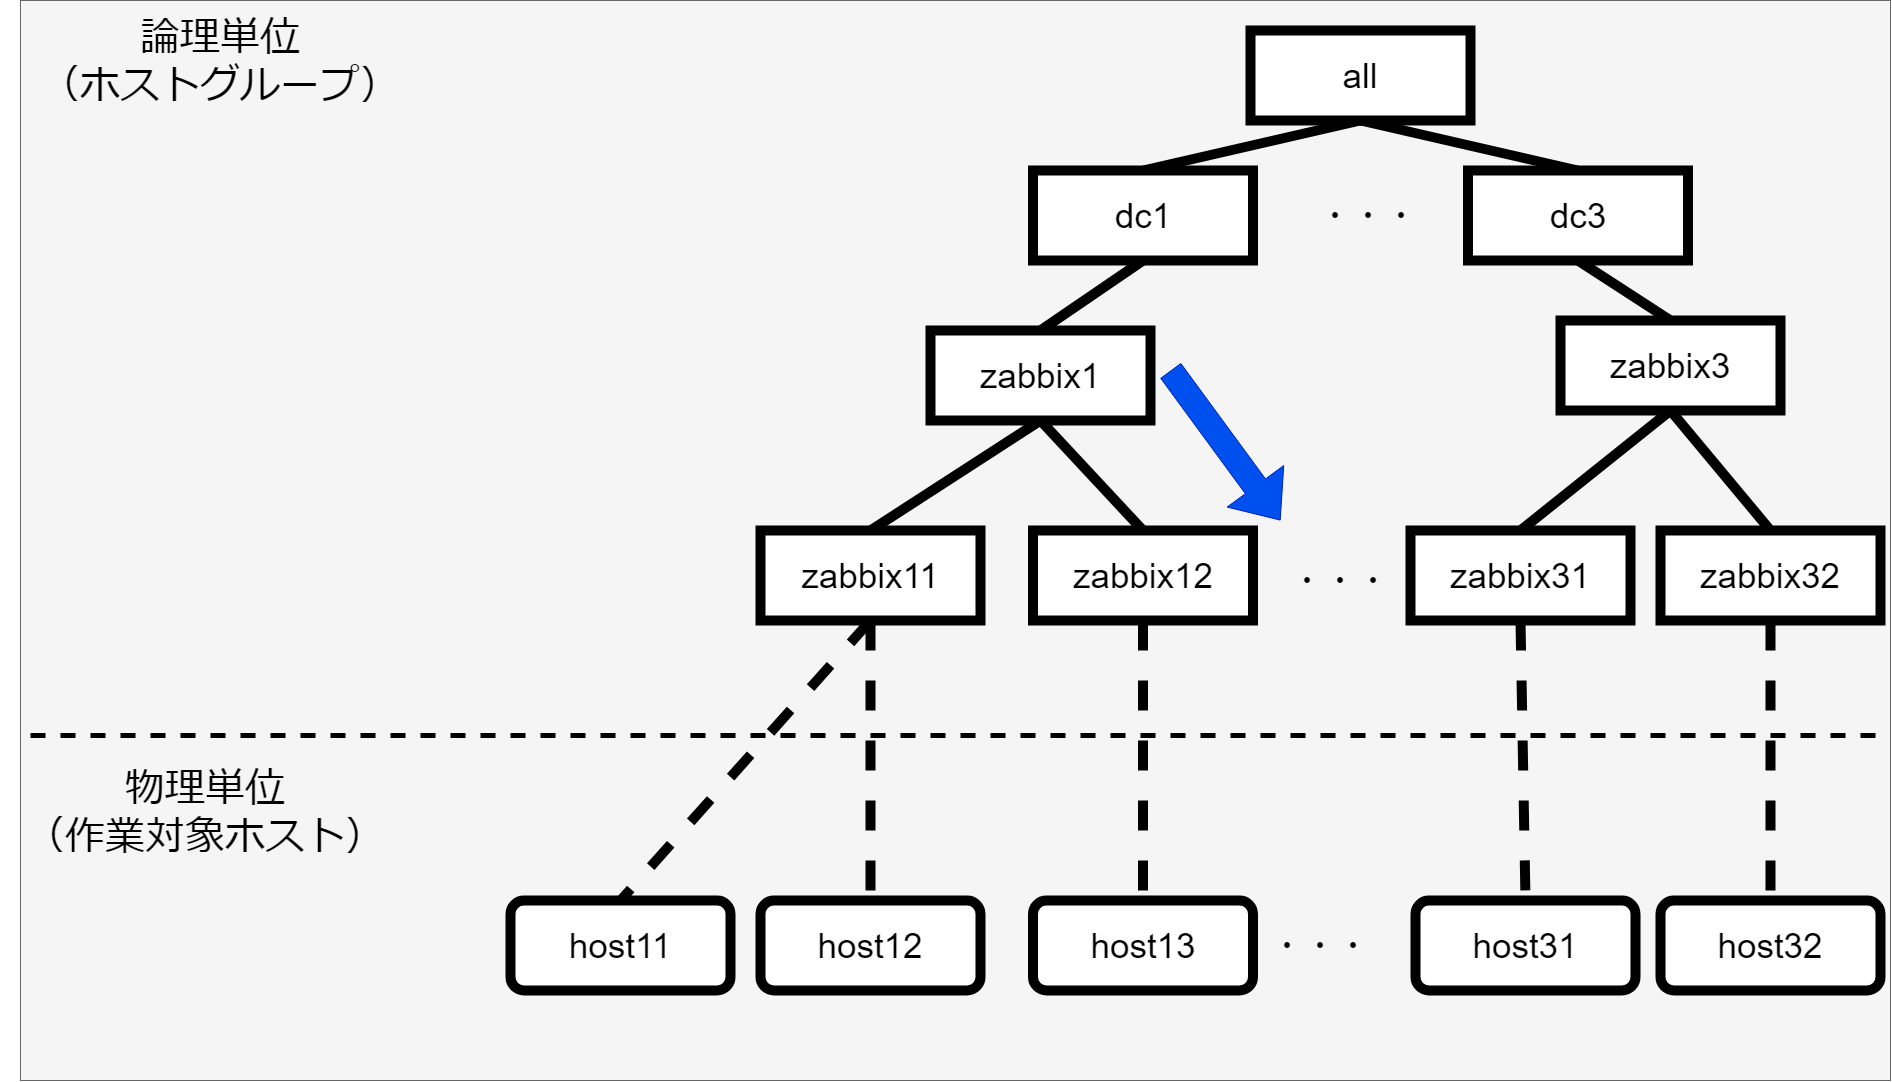 論理単位
（ホストグループ）
all
dc1
・・・
dc3
zabbix1
zabbix3
zabbix11
zabbix12
・・・
zabbix31
zabbix32
物理単位
（作業対象ホスト）
host11
host12
host13
・・・
host31
host32